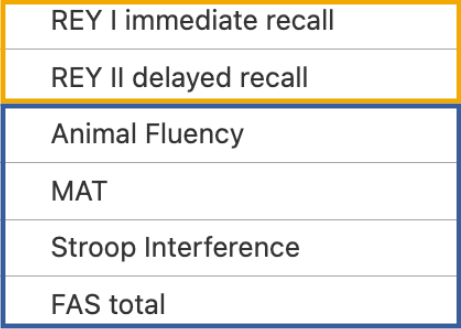 REY I immediate recall
REY II delayed recall
Animal Fluency
MAT
Stroop Interference
FAS total